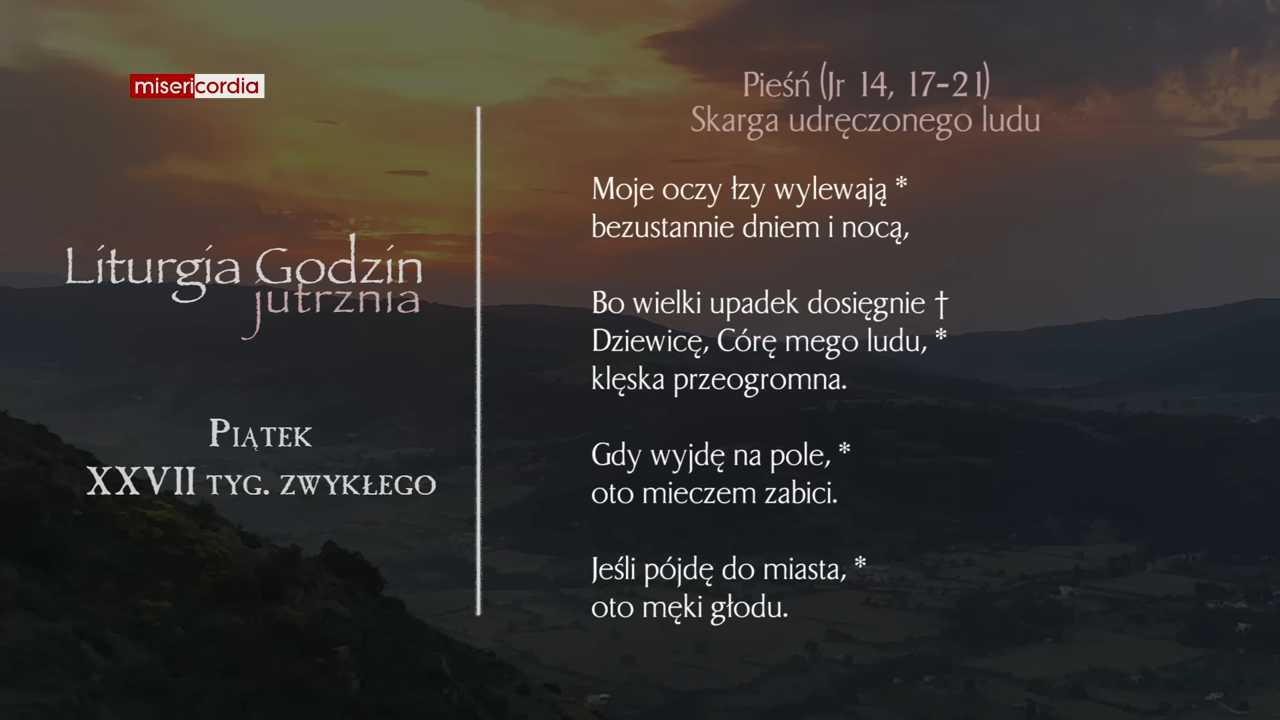 misericordia
Liturgia Godzin
jutrznia
Piątek
XXVII tyg. zwykłego
Pieśń (Jr 14, 17-21)
Skarga udręczonego ludu
Moje oczy łzy wylewają *
bezustannie dniem i nocą,
Bo wielki upadek dosięgnie †
Dziewicę, Córę mego ludu, *
klęska przeogromna.
Gdy wyjdę na pole, *
oto mieczem zabici.
Jeśli pójdę do miasta, *
oto męki głodu.